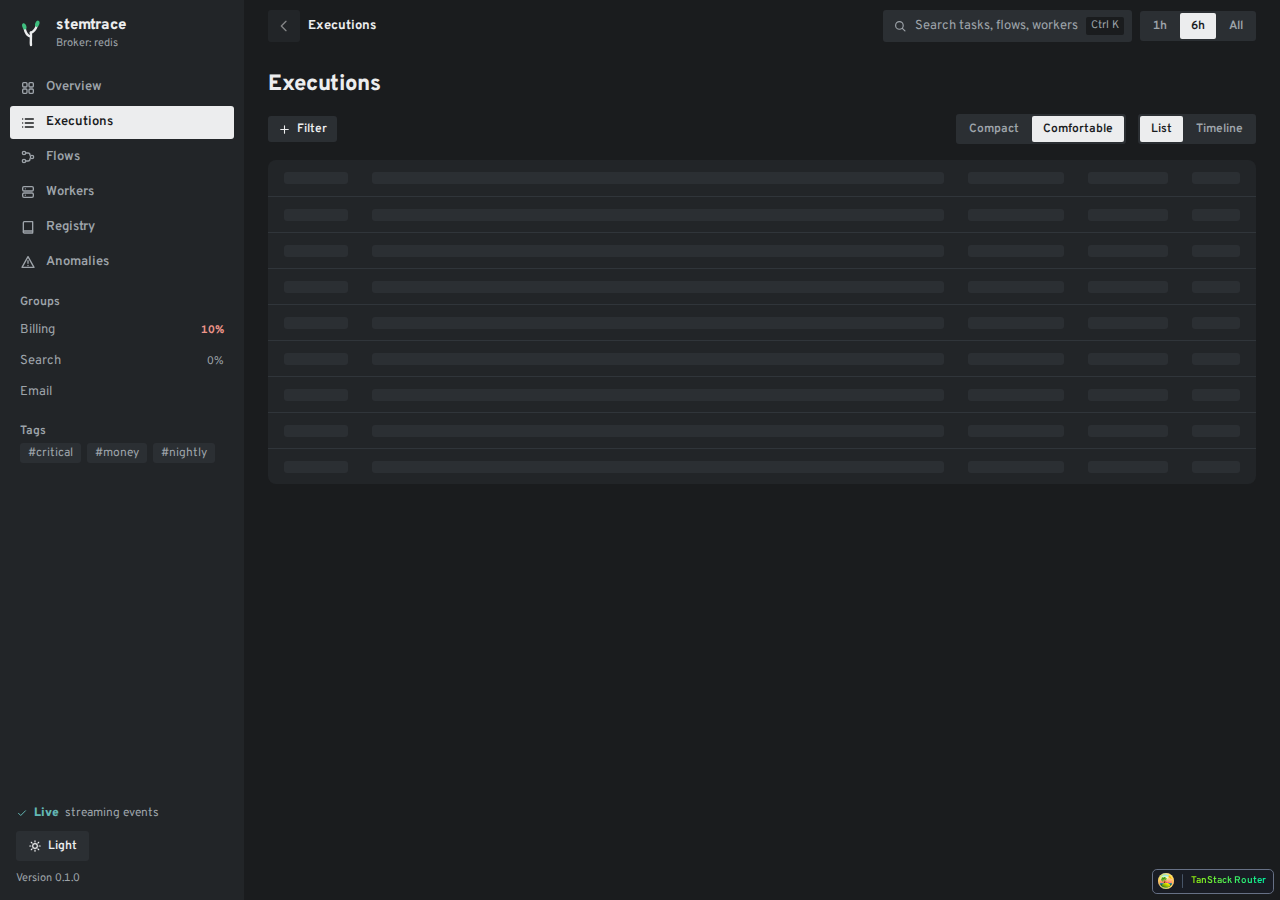 stemtrace
Broker: redis
Overview
Executions
Flows
Workers
Registry
Anomalies
Groups
Billing 10%
Search 0%
Email
Tags
#critical #money #nightly
Live streaming events
Light
Version 0.1.0
Executions
Search tasks, flows, workers Ctrl K
1h 6h All
Executions
Filter
Compact Comfortable
List Timeline
TanStack Router